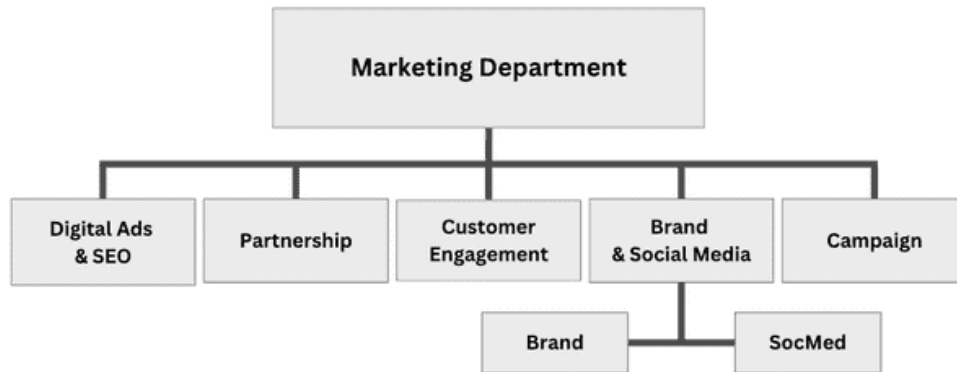 Marketing Department
Digital Ads
& SEO
Partnership
Customer
Engagement
Brand
& Social Media
Campaign
Brand
SocMed